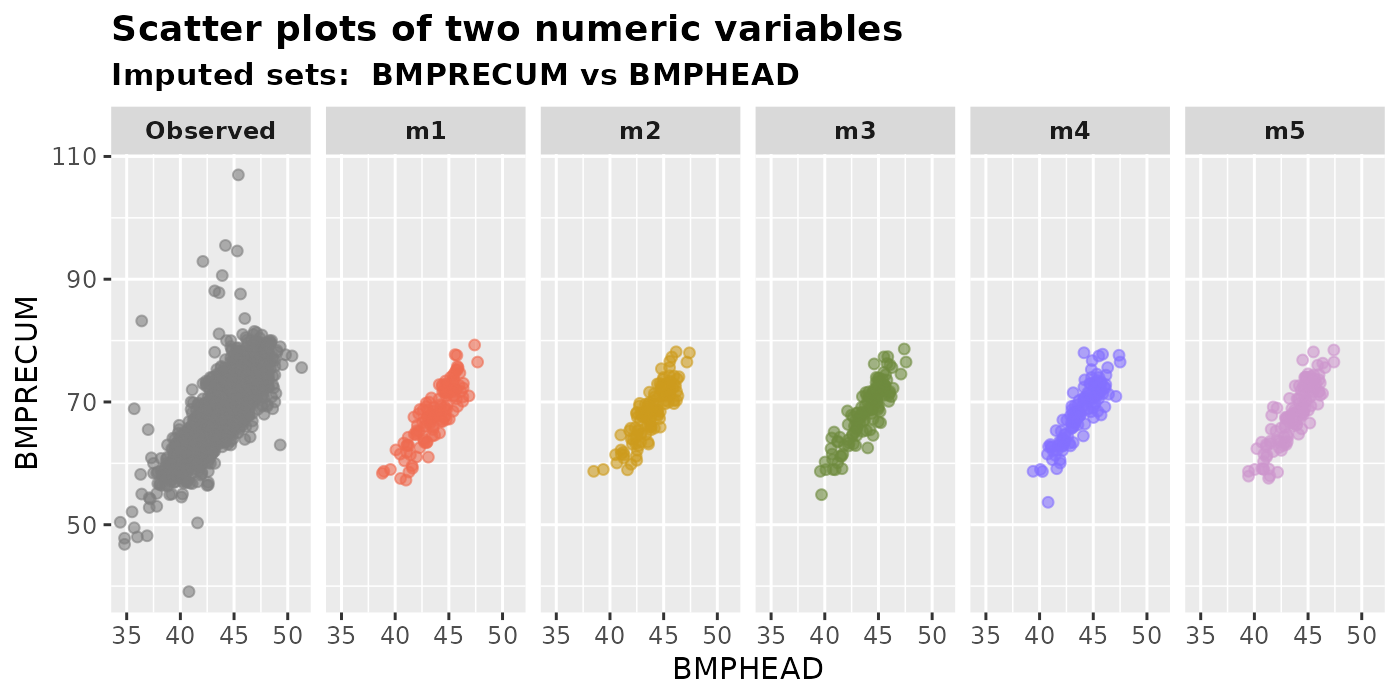 Scatter plots of two numeric variables
Imputed sets:  BMPRECUM vs BMPHEAD
Observed m1 m2 m3 m4 m5
110
90
70
50
BMPRECUM
35 40 45 50 35 40 45 50 35 40 45 50 35 40 45 50 35 40 45 50 35 40 45 50
BMPHEAD